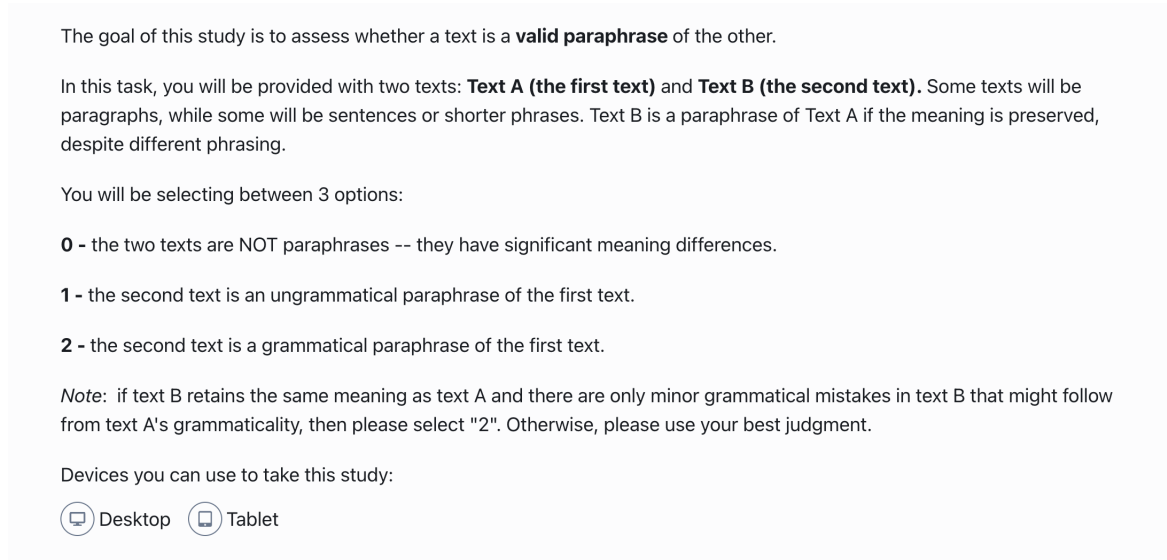 The goal of this study is to assess whether a text is a valid paraphrase of the other.
In this task, you will be provided with two texts: Text A (the first text) and Text B (the second text). Some texts will be
paragraphs, while some will be sentences or shorter phrases. Text B is a paraphrase of Text A if the meaning is preserved,
despite different phrasing.
You will be selecting between 3 options:
0 - the two texts are NOT paraphrases -- they have significant meaning differences.
1 - the second text is an ungrammatical paraphrase of the first text.
2 - the second text is a grammatical paraphrase of the first text.
Note: if text B retains the same meaning as text A and there are only minor grammatical mistakes in text B that might follow
from text A's grammaticality, then please select "2". Otherwise, please use your best judgment.
Devices you can use to take this study:
Desktop Tablet